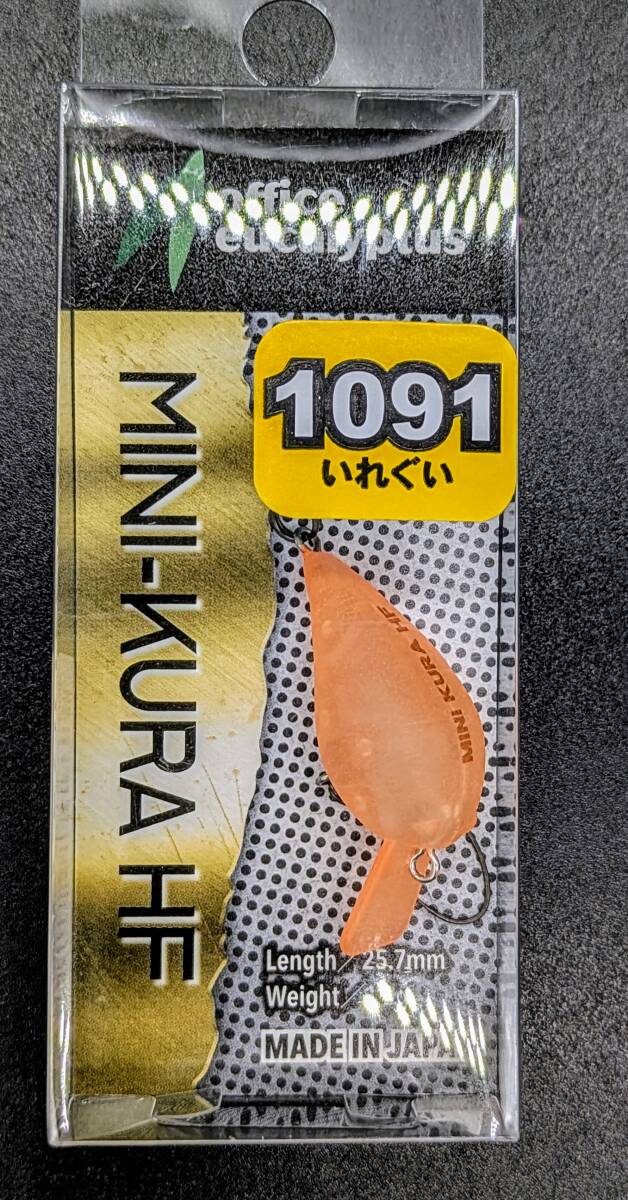 office
eucalyptus
1091
いれぐい
MINI-KURA HF
MINI KURA HF
Length 25.7mm
Weight
MADE IN JAPA